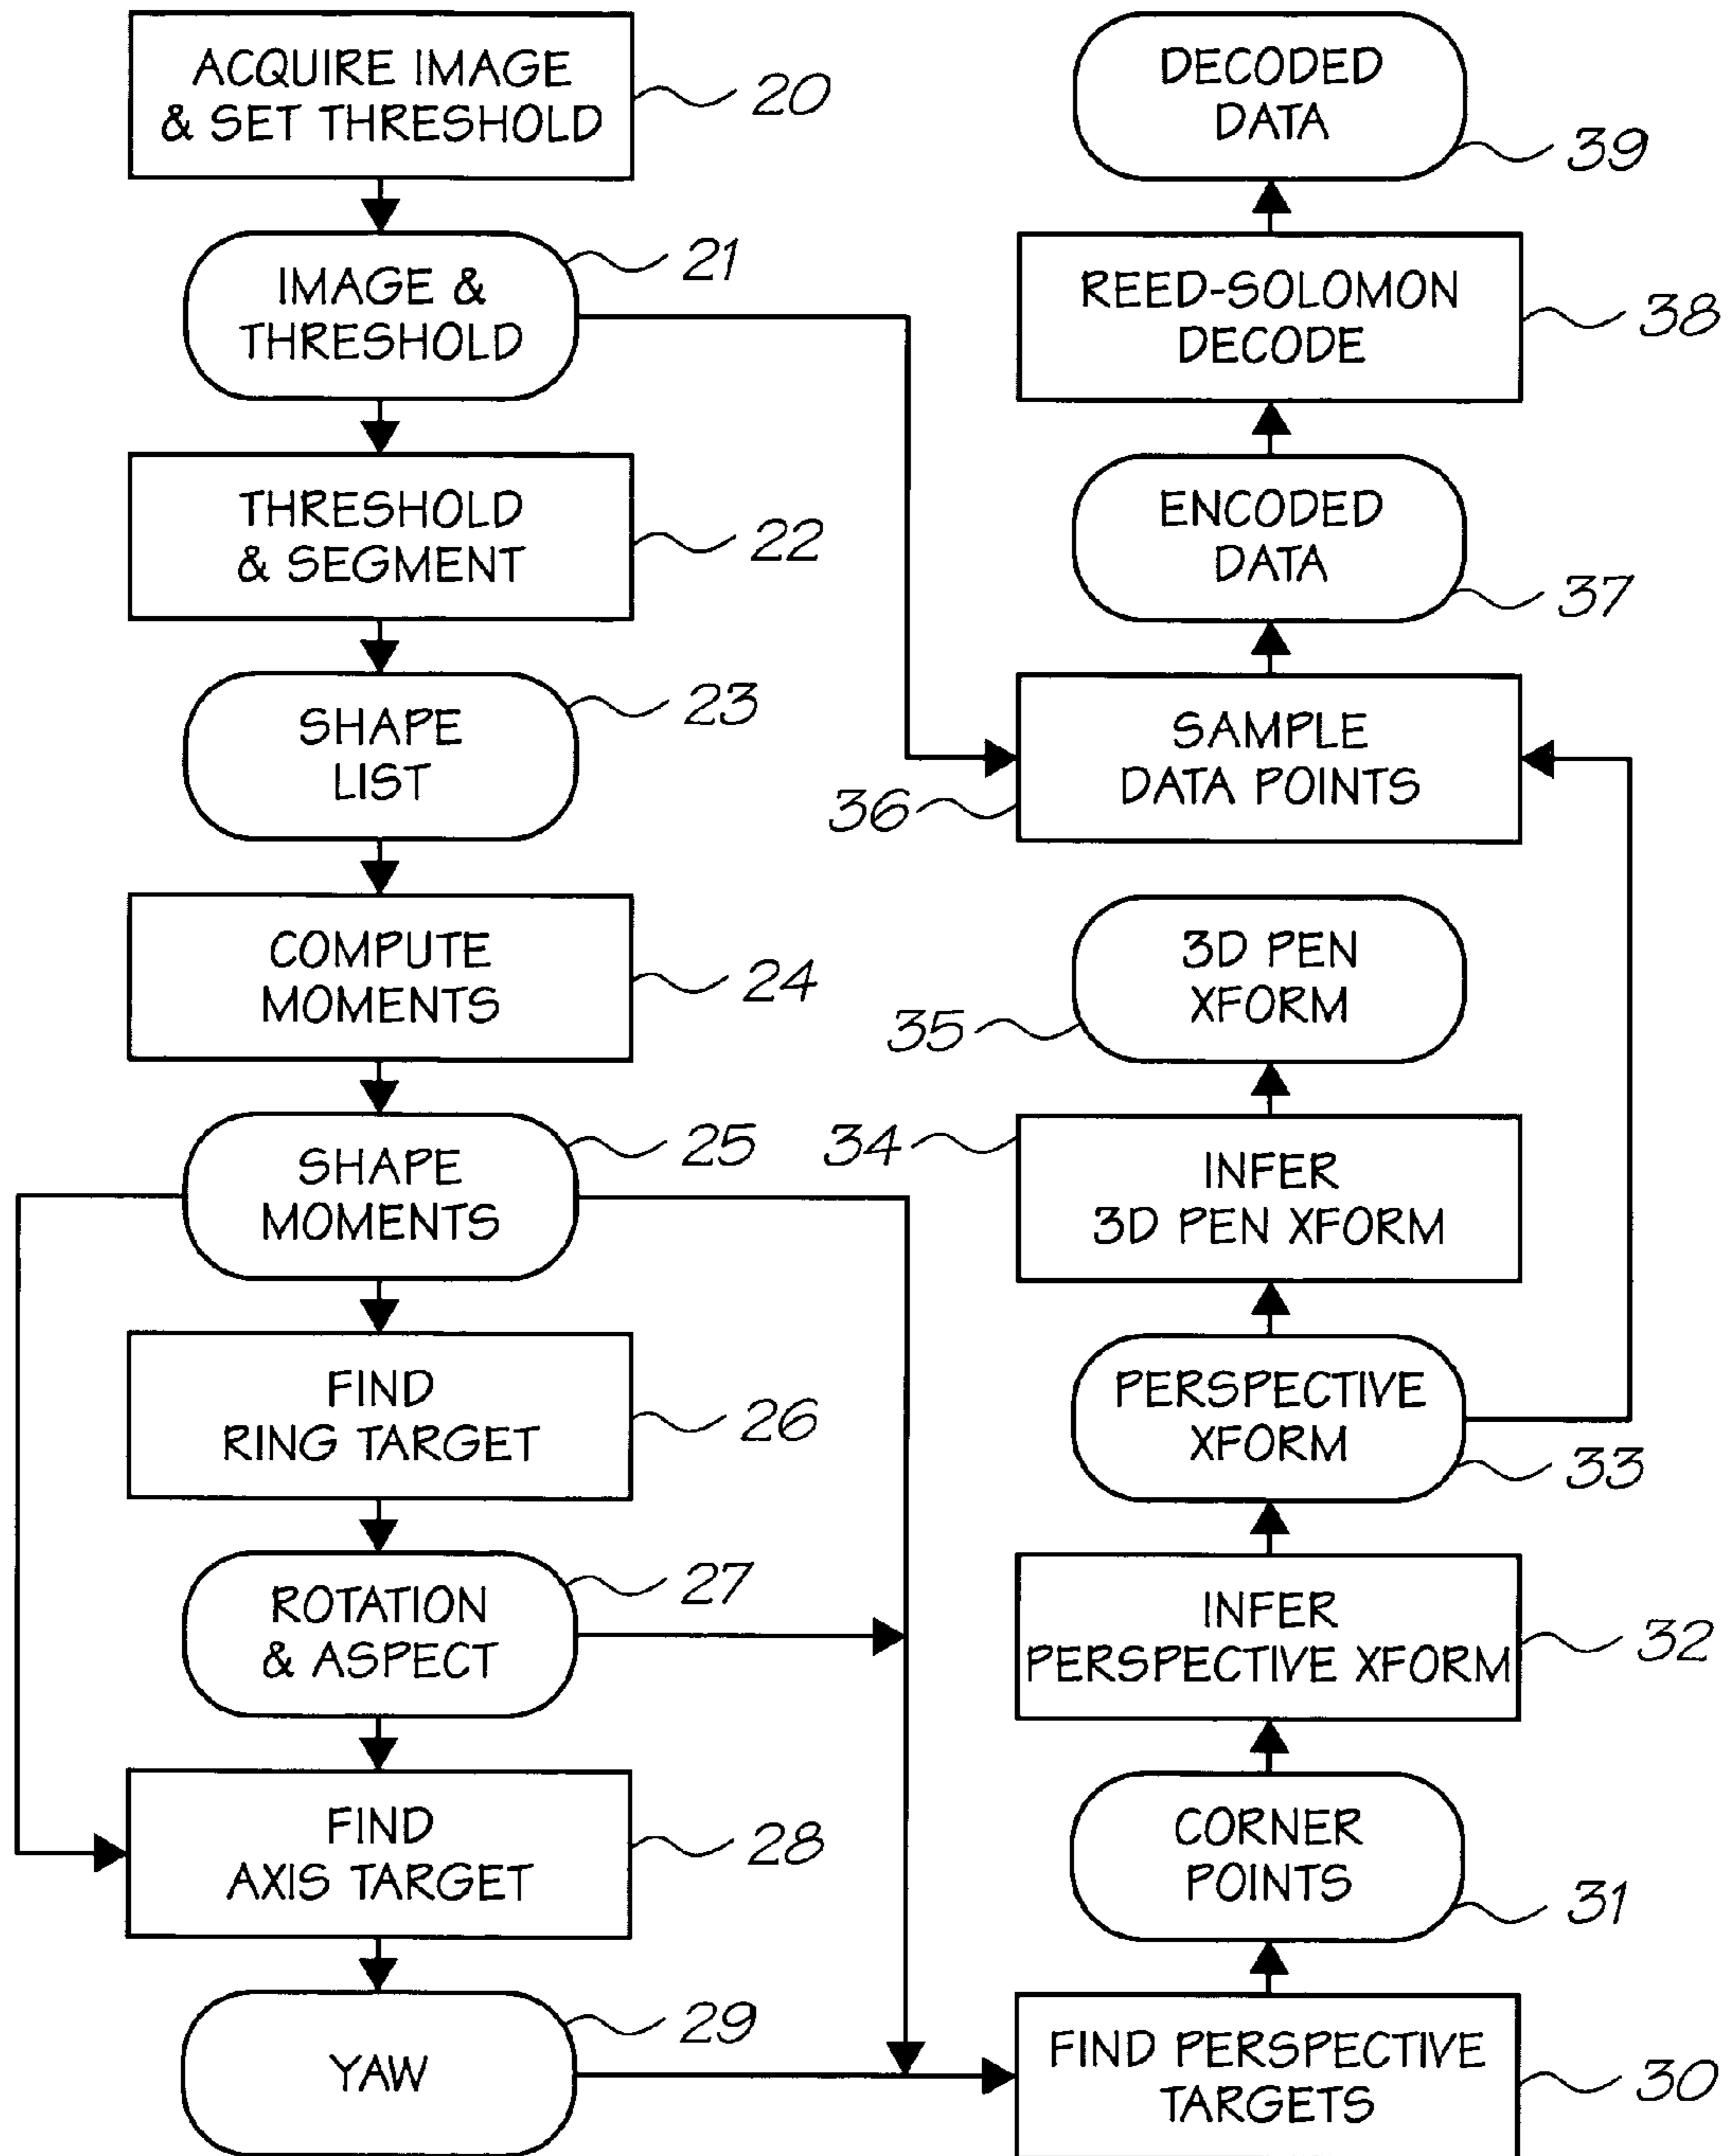 ACQUIRE IMAGE
& SET THRESHOLD
20
IMAGE &
THRESHOLD
21
THRESHOLD
& SEGMENT
22
SHAPE
LIST
23
COMPUTE
MOMENTS
24
SHAPE
MOMENTS
25
FIND
RING TARGET
26
ROTATION
& ASPECT
27
FIND
AXIS TARGET
28
YAW
29
DECODED
DATA
39
REED-SOLOMON
DECODE
38
ENCODED
DATA
37
SAMPLE
DATA POINTS
36
3D PEN
XFORM
35
INFER
3D PEN XFORM
34
PERSPECTIVE
XFORM
33
INFER
PERSPECTIVE XFORM
32
CORNER
POINTS
31
FIND PERSPECTIVE
TARGETS
30